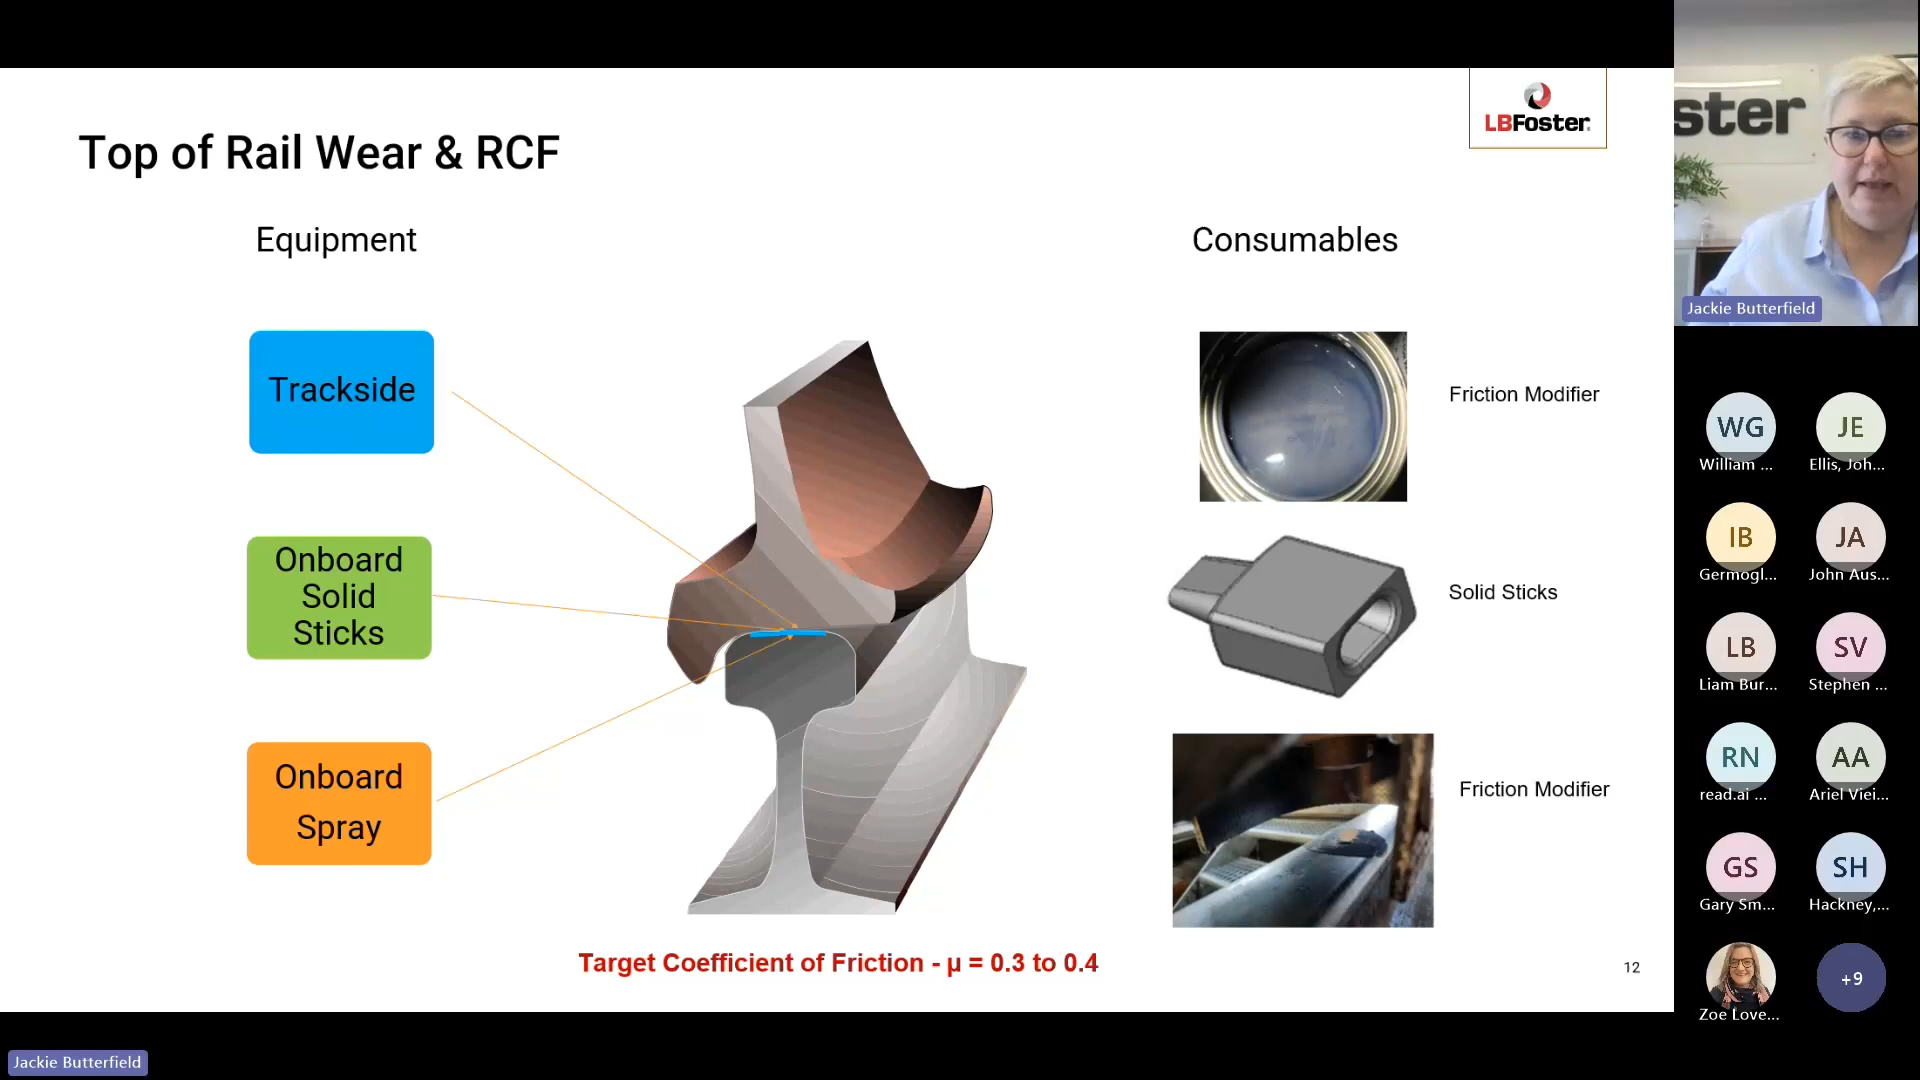 Top of Rail Wear & RCF
LBFoster
Equipment
Consumables
Trackside
Onboard
Solid
Sticks
Onboard
Spray
Friction Modifier
Solid Sticks
Friction Modifier
Target Coefficient of Friction - µ = 0.3 to 0.4
12
ster
Jackie Butterfield
WG
William ...
JE
Ellis, Joh...
IB
Germogl...
JA
John Aus...
LB
Liam Bur...
SV
Stephen ...
RN
read.ai ...
AA
Ariel Viei...
GS
Gary Sm...
SH
Hackney,...
Zoe Love...
+9
Jackie Butterfield